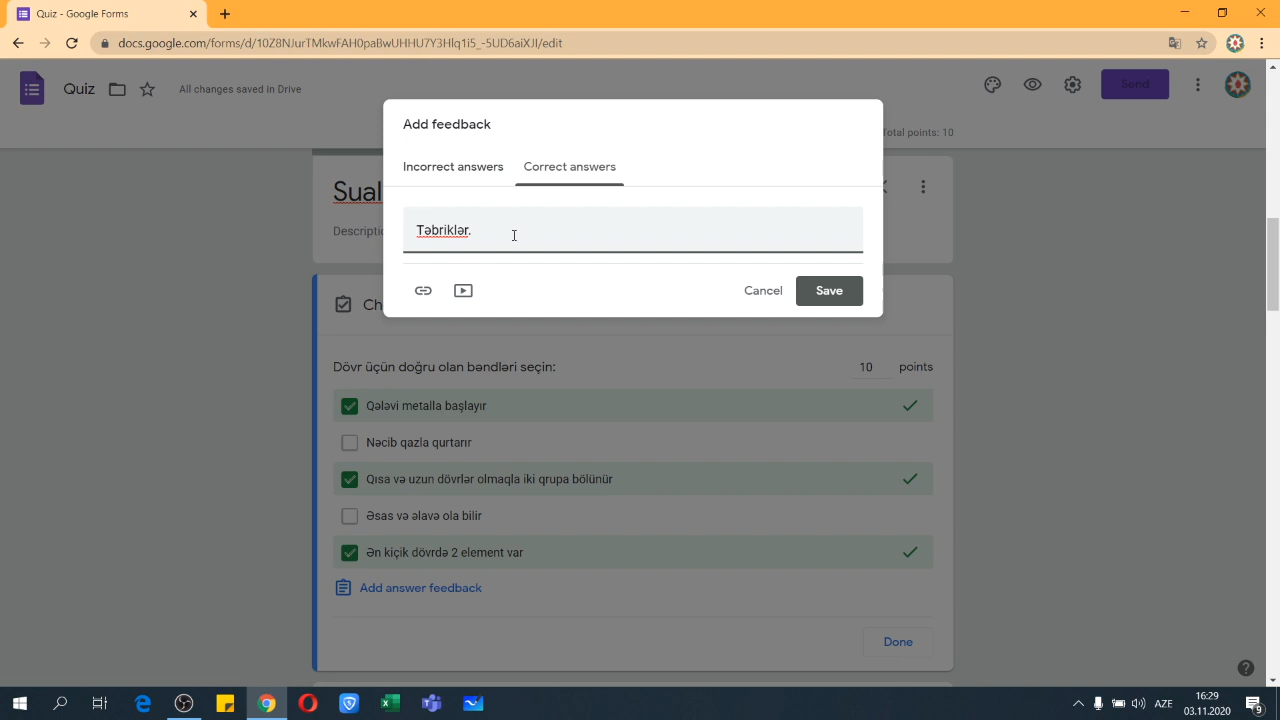 Quiz - Google Forms
docs.google.com/forms/d/10Z8NJurTMkwFAH0paBwUHHU7Y3Hlq1i5_-5UD6aiXJI/edit
Quiz
All changes saved in Drive
Send
Total points: 10
Add feedback
Incorrect answers
Correct answers
Sual
Descripti
Təbriklər.
Cancel
Save
Ch
Dövr üçün doğru olan bəndləri seçin:
10 points
Qələvi metalla başlayır
Nəcib qazla qurtarır
Qısa və uzun dövrlər olmaqla iki qrupa bölünür
Əsas və əlavə ola bilir
Ən kiçik dövrdə 2 element var
Add answer feedback
Done
AZE
16:29
03.11.2020
9